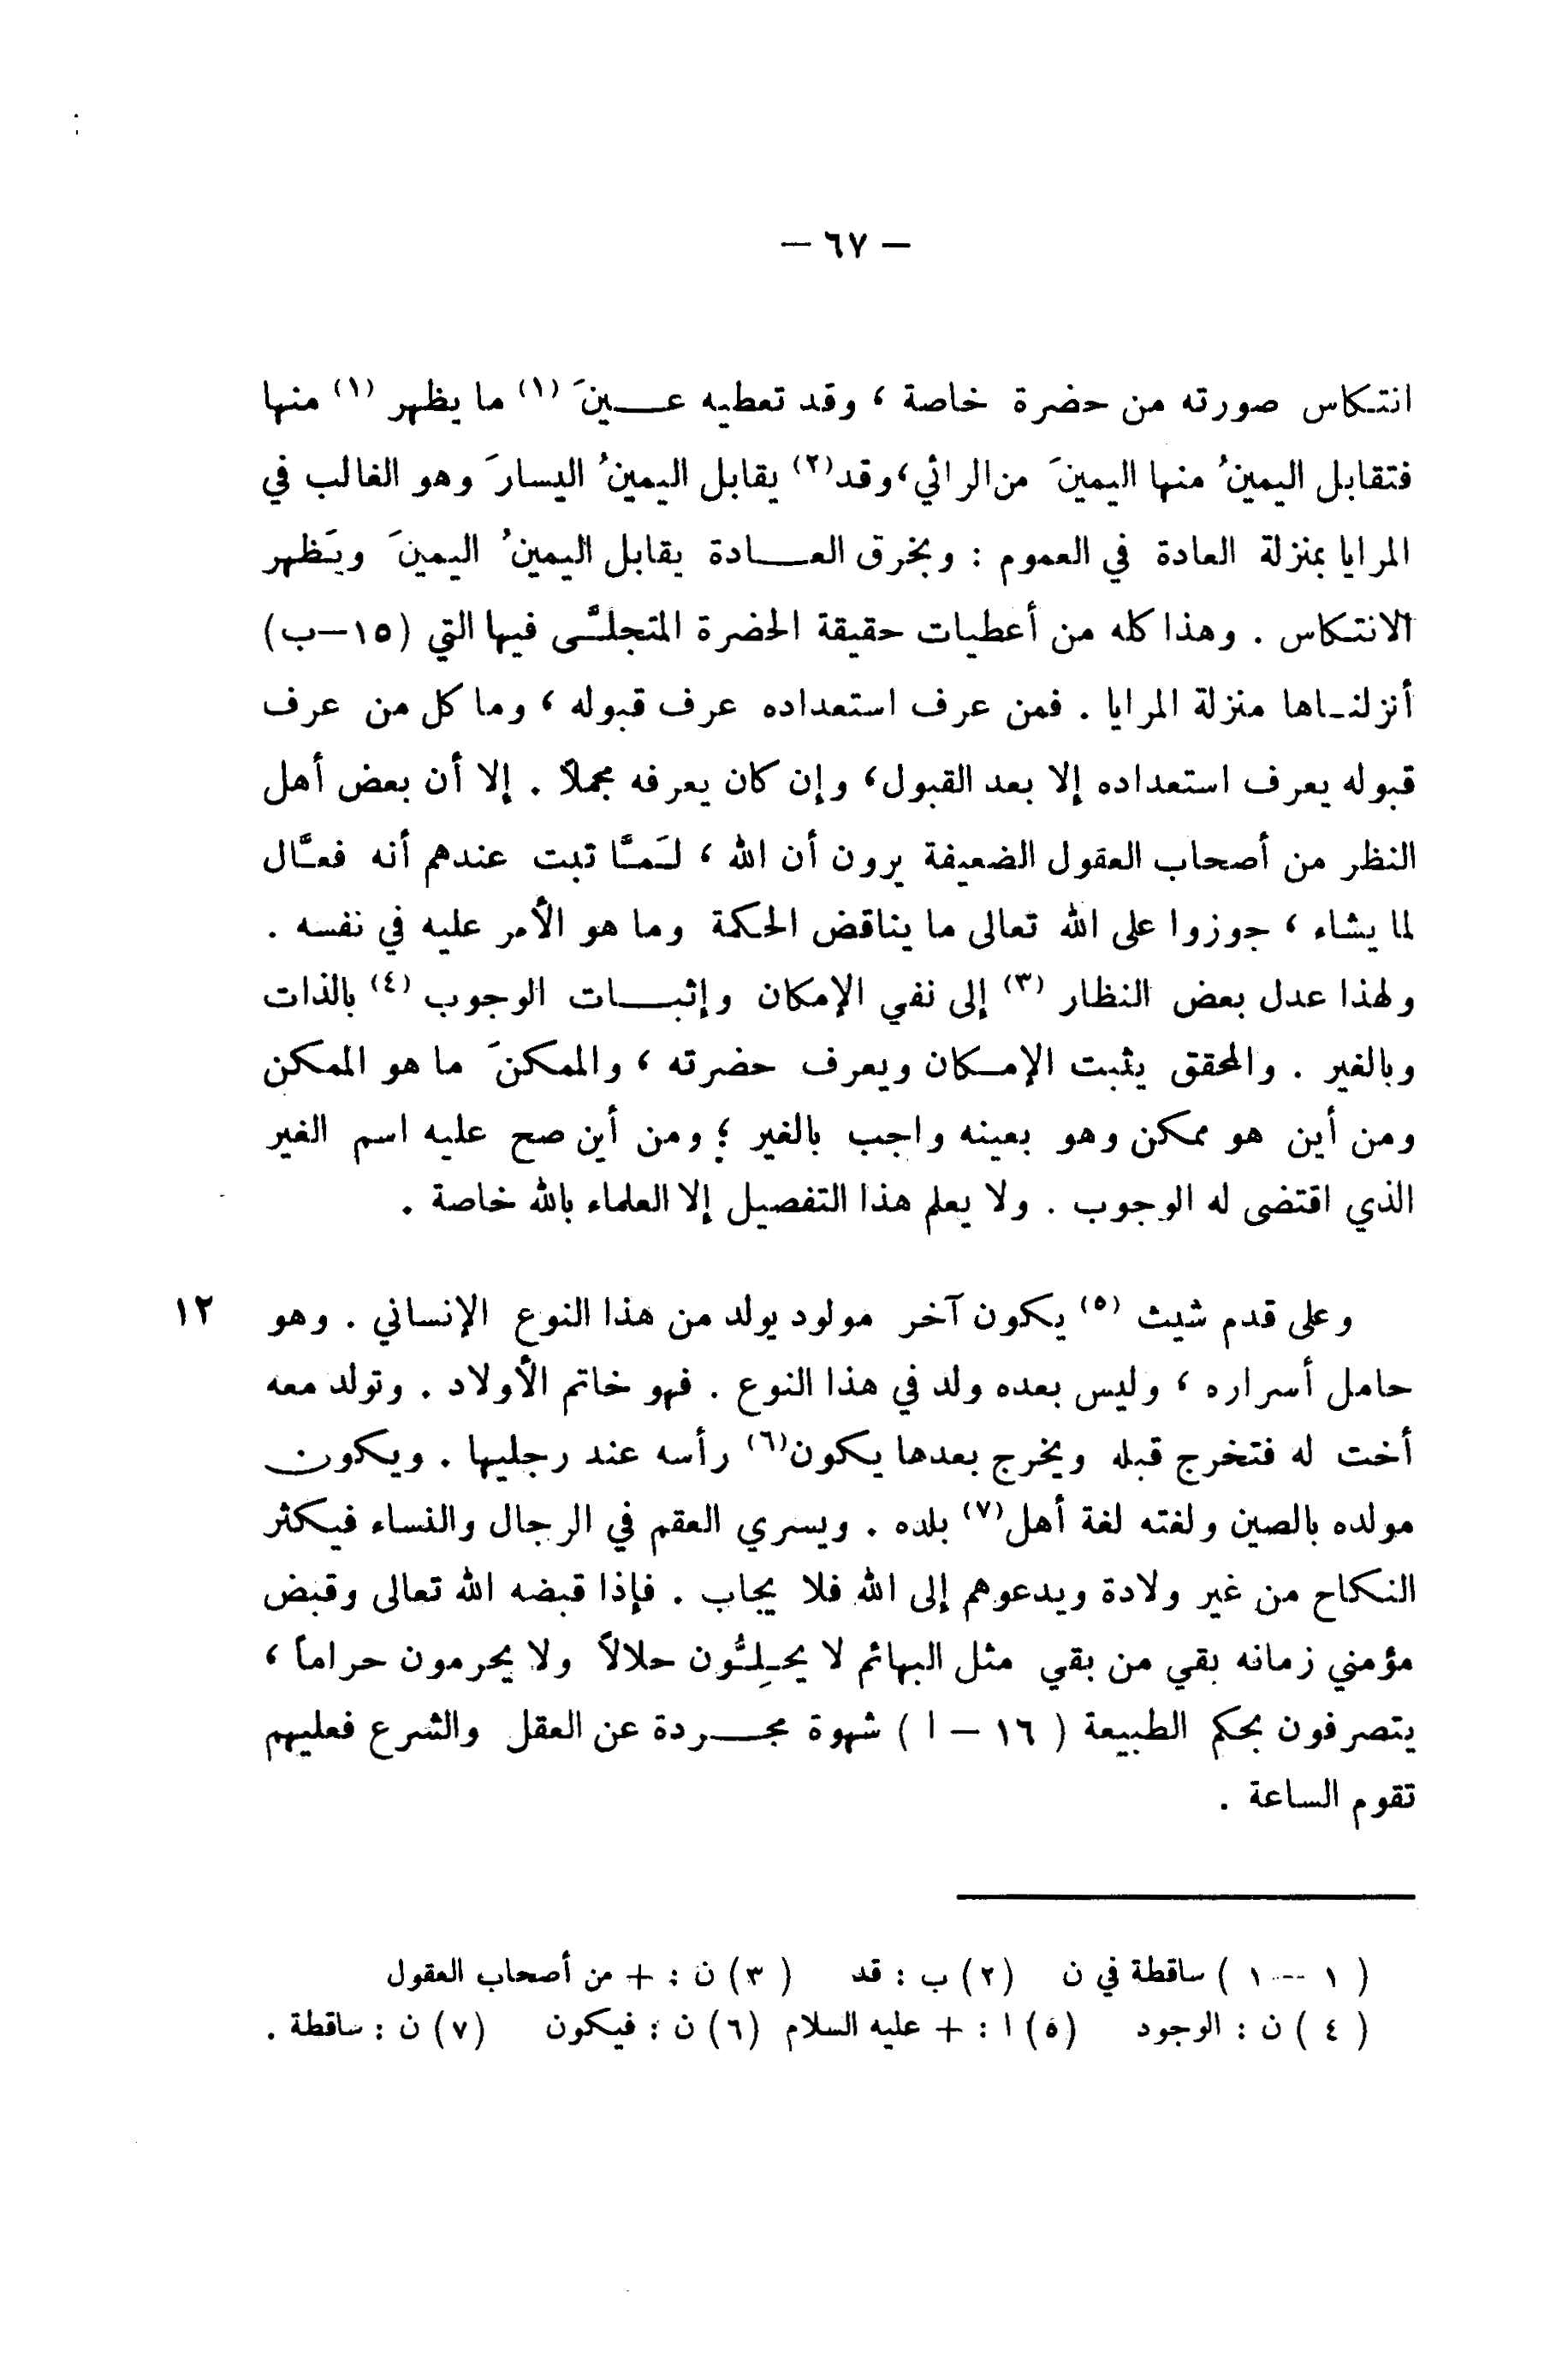 — ٦٧ —
انتكاس صورته من حضرة خاصة ، وقد تعطيه عينَ (١) ما يظهر (١) منها
فتقابل اليمينُ منها اليمينَ من الرائي، وقد(٢) يقابل اليمينُ اليسارَ وهو الغالب في
المرايا بمنزلة العادة في العموم : وبخرق العادة يقابل اليمينُ اليمينَ ويَظهر
الانتكاس . وهذا كله من أعطيات حقيقة الحضرة المتجلَّى فيها التي (١٥–ب)
أنزلناها منزلة المرايا . فمن عرف استعداده عرف قبوله ، وما كل من عرف
قبوله يعرف استعداده إلا بعد القبول، وإن كان يعرفه مجملاً . إلا أن بعض أهل
النظر من أصحاب العقول الضعيفة يرون أن الله ، لَمَّا ثبت عندهم أنه فعَّال
لما يشاء ، جوزوا على الله تعالى ما يناقض الحكمة وما هو الأمر عليه في نفسه .
ولهذا عدل بعض النظار (٣) إلى نفي الإمكان وإثبات الوجوب (٤) بالذات
وبالغير . والمحقق يثبت الإمكان ويعرف حضرته ، والممكنَ ما هو الممكن
ومن أين هو ممكن وهو بعينه واجب بالغير ؛ ومن أين صح عليه اسم الغير
الذي اقتضى له الوجوب . ولا يعلم هذا التفصيل إلا العلماء بالله خاصة .
وعلى قدم شيث (٥) يكون آخر مولود يولد من هذا النوع الإنساني . وهو ١٢
حامل أسراره ، وليس بعده ولد في هذا النوع . فهو خاتم الأولاد . وتولد معه
أخت له فتخرج قبله ويخرج بعدها يكون(٦) رأسه عند رجليها . ويكون
مولده بالصين ولغته لغة أهل(٧) بلده . ويسري العقم في الرجال والنساء فيكثر
النكاح من غير ولادة ويدعوهم إلى الله فلا يجاب . فإذا قبضه الله تعالى وقبض
مؤمني زمانه بقي من بقي مثل البهائم لا يحِلُّون حلالاً ولا يحرمون حراماً ،
يتصرفون بحكم الطبيعة ( ١٦ – ا ) شهوة مجردة عن العقل والشرع فعليهم
تقوم الساعة .
( ١ -- ١ ) ساقطة في ن (٢) ب : قد ( ٣) ن : + من أصحاب العقول
( ٤ ) ن : الوجود (٥) ا : + عليه السلام (٦) ن : فيكون (٧) ن : ساقطة .